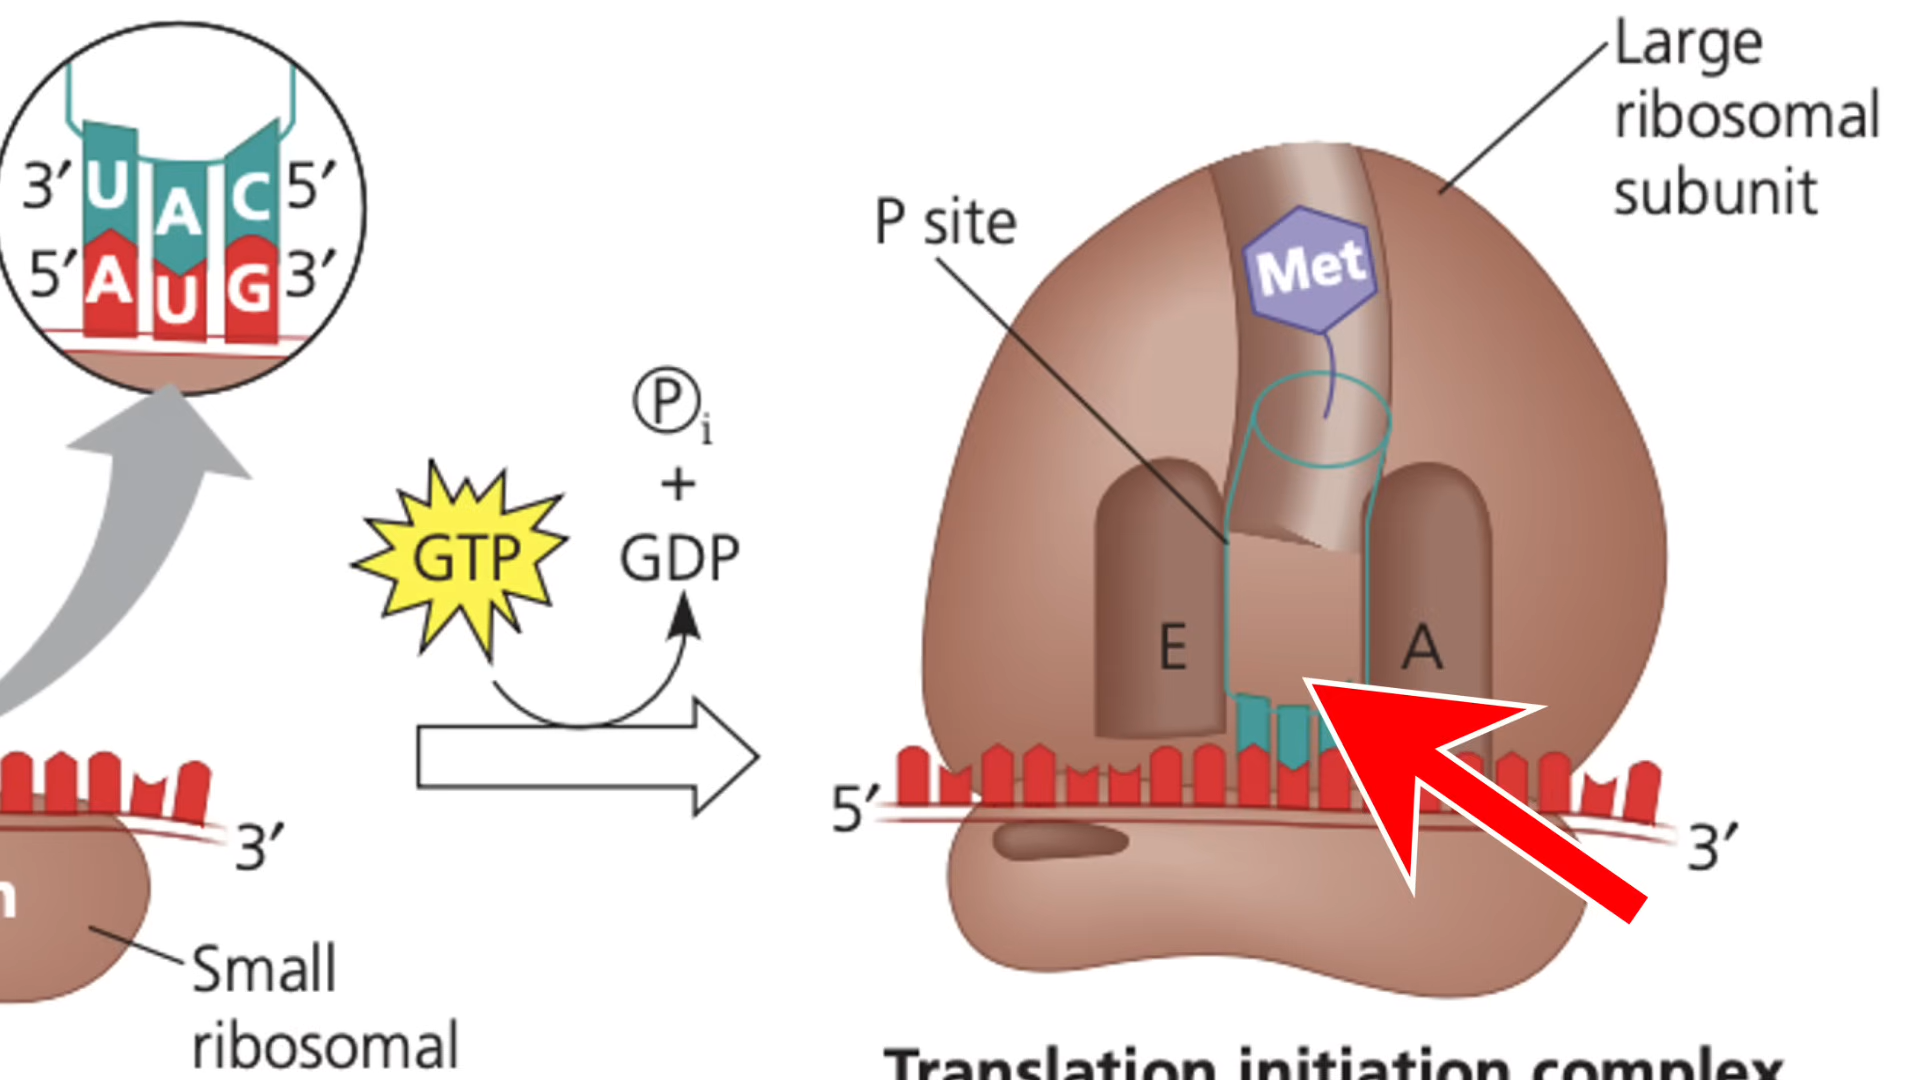 3′ U A C 5′
5′ A U G 3′
P i
+
GTP
GDP
3′
n
Small
ribosomal
Large
ribosomal
subunit
P site
Met
E
A
5′
3′
Translation initiation complex